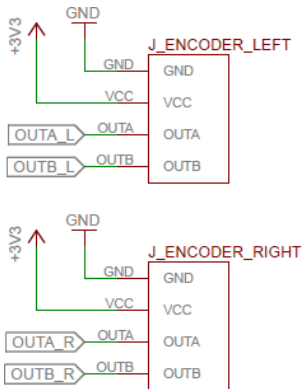 GND
+3V3
J_ENCODER_LEFT
GND GND
VCC VCC
OUTA_L OUTA OUTA
OUTB_L OUTB OUTB
GND
+3V3
J_ENCODER_RIGHT
GND GND
VCC VCC
OUTA_R OUTA OUTA
OUTB_R OUTB OUTB